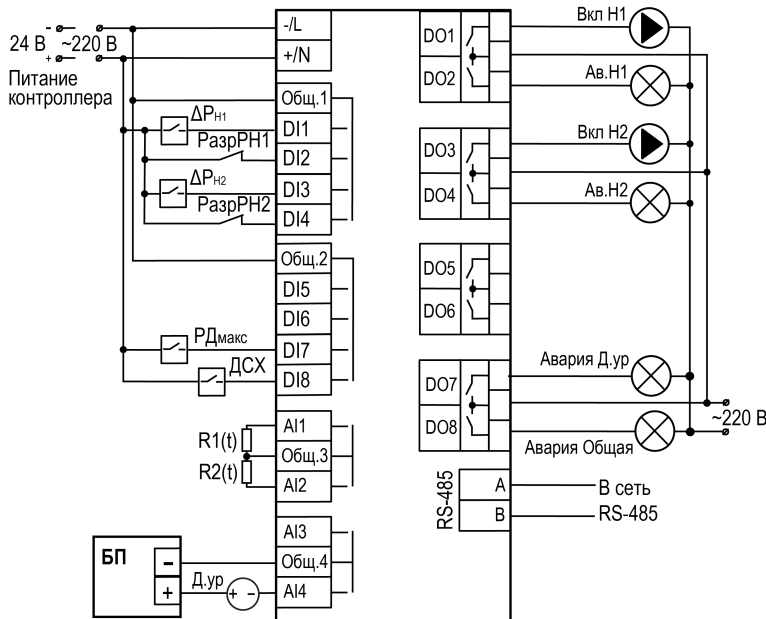 -
24 В
+
~220 В
Питание
контроллера
-/L
+/N
Общ.1
ΔPн1
DI1
РазрРН1
DI2
ΔPн2
DI3
РазрРН2
DI4
Общ.2
DI5
DI6
РДмакс
DI7
ДСХ
DI8
R1(t)
AI1
Общ.3
R2(t)
AI2
AI3
БП
-
+
Общ.4
Д.ур
+ -
AI4
DO1
DO2
Вкл Н1
Ав.Н1
DO3
DO4
Вкл Н2
Ав.Н2
DO5
DO6
DO7
DO8
Авария Д.ур
~220 В
Авария Общая
RS-485
A
B
В сеть
RS-485